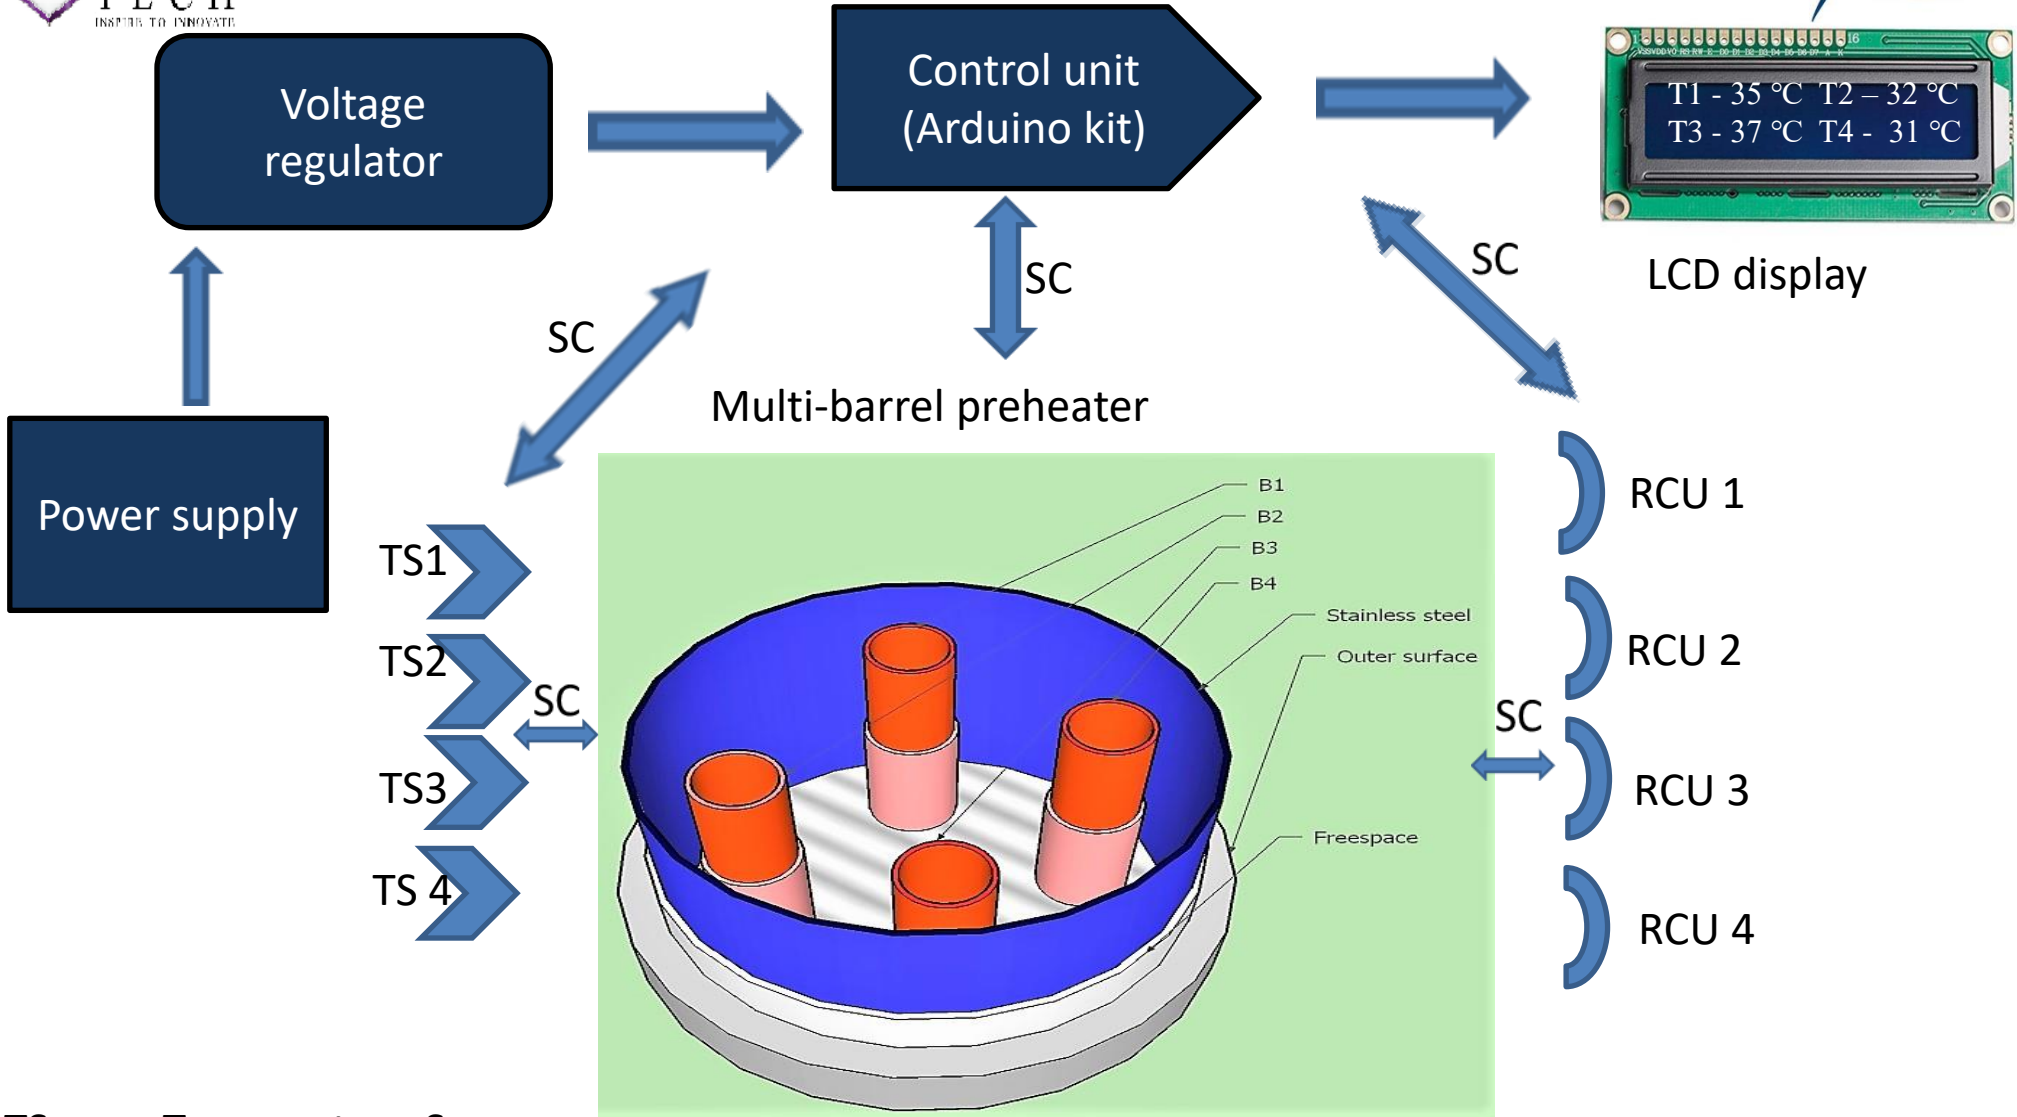 INSPIRE TO INNOVATE
Voltage
regulator
Control unit
(Arduino kit)
16
T1 - 35 ℃ T2 – 32 ℃
T3 - 37 ℃ T4 - 31 ℃
LCD display
SC
SC
SC
Multi-barrel preheater
Power supply
TS1
TS2
TS3
TS 4
SC
B1
B2
B3
B4
Stainless steel
Outer surface
Freespace
SC
RCU 1
RCU 2
RCU 3
RCU 4